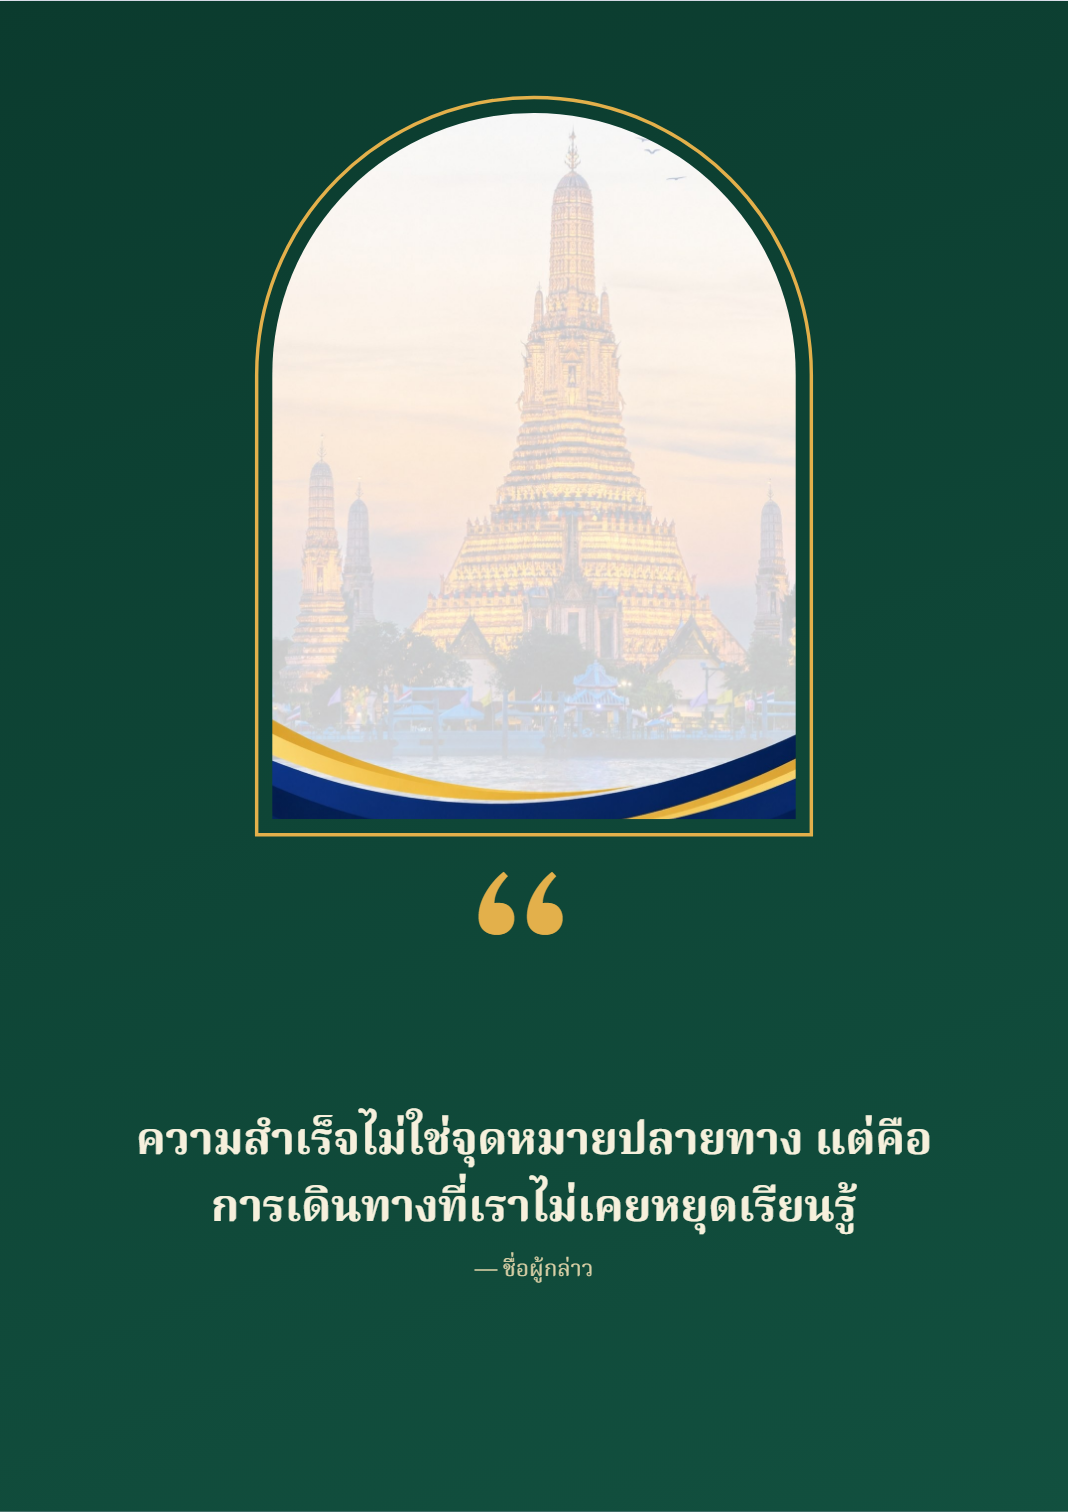 “
ความสำเร็จไม่ใช่จุดหมายปลายทาง แต่คือ
การเดินทางที่เราไม่เคยหยุดเรียนรู้
— ชื่อผู้กล่าว